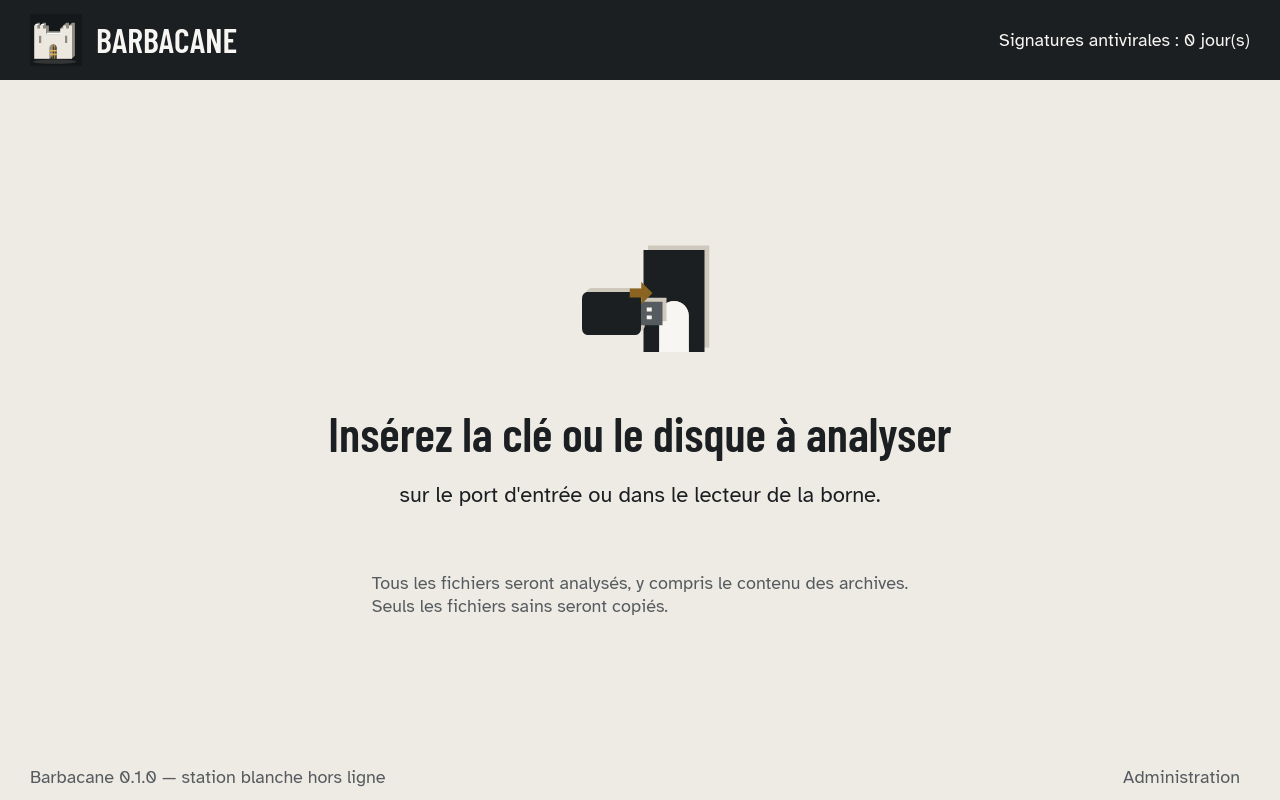 BARBACANE
Signatures antivirales : 0 jour(s)
Insérez la clé ou le disque à analyser
sur le port d'entrée ou dans le lecteur de la borne.
Tous les fichiers seront analysés, y compris le contenu des archives.
Seuls les fichiers sains seront copiés.
Barbacane 0.1.0 — station blanche hors ligne
Administration